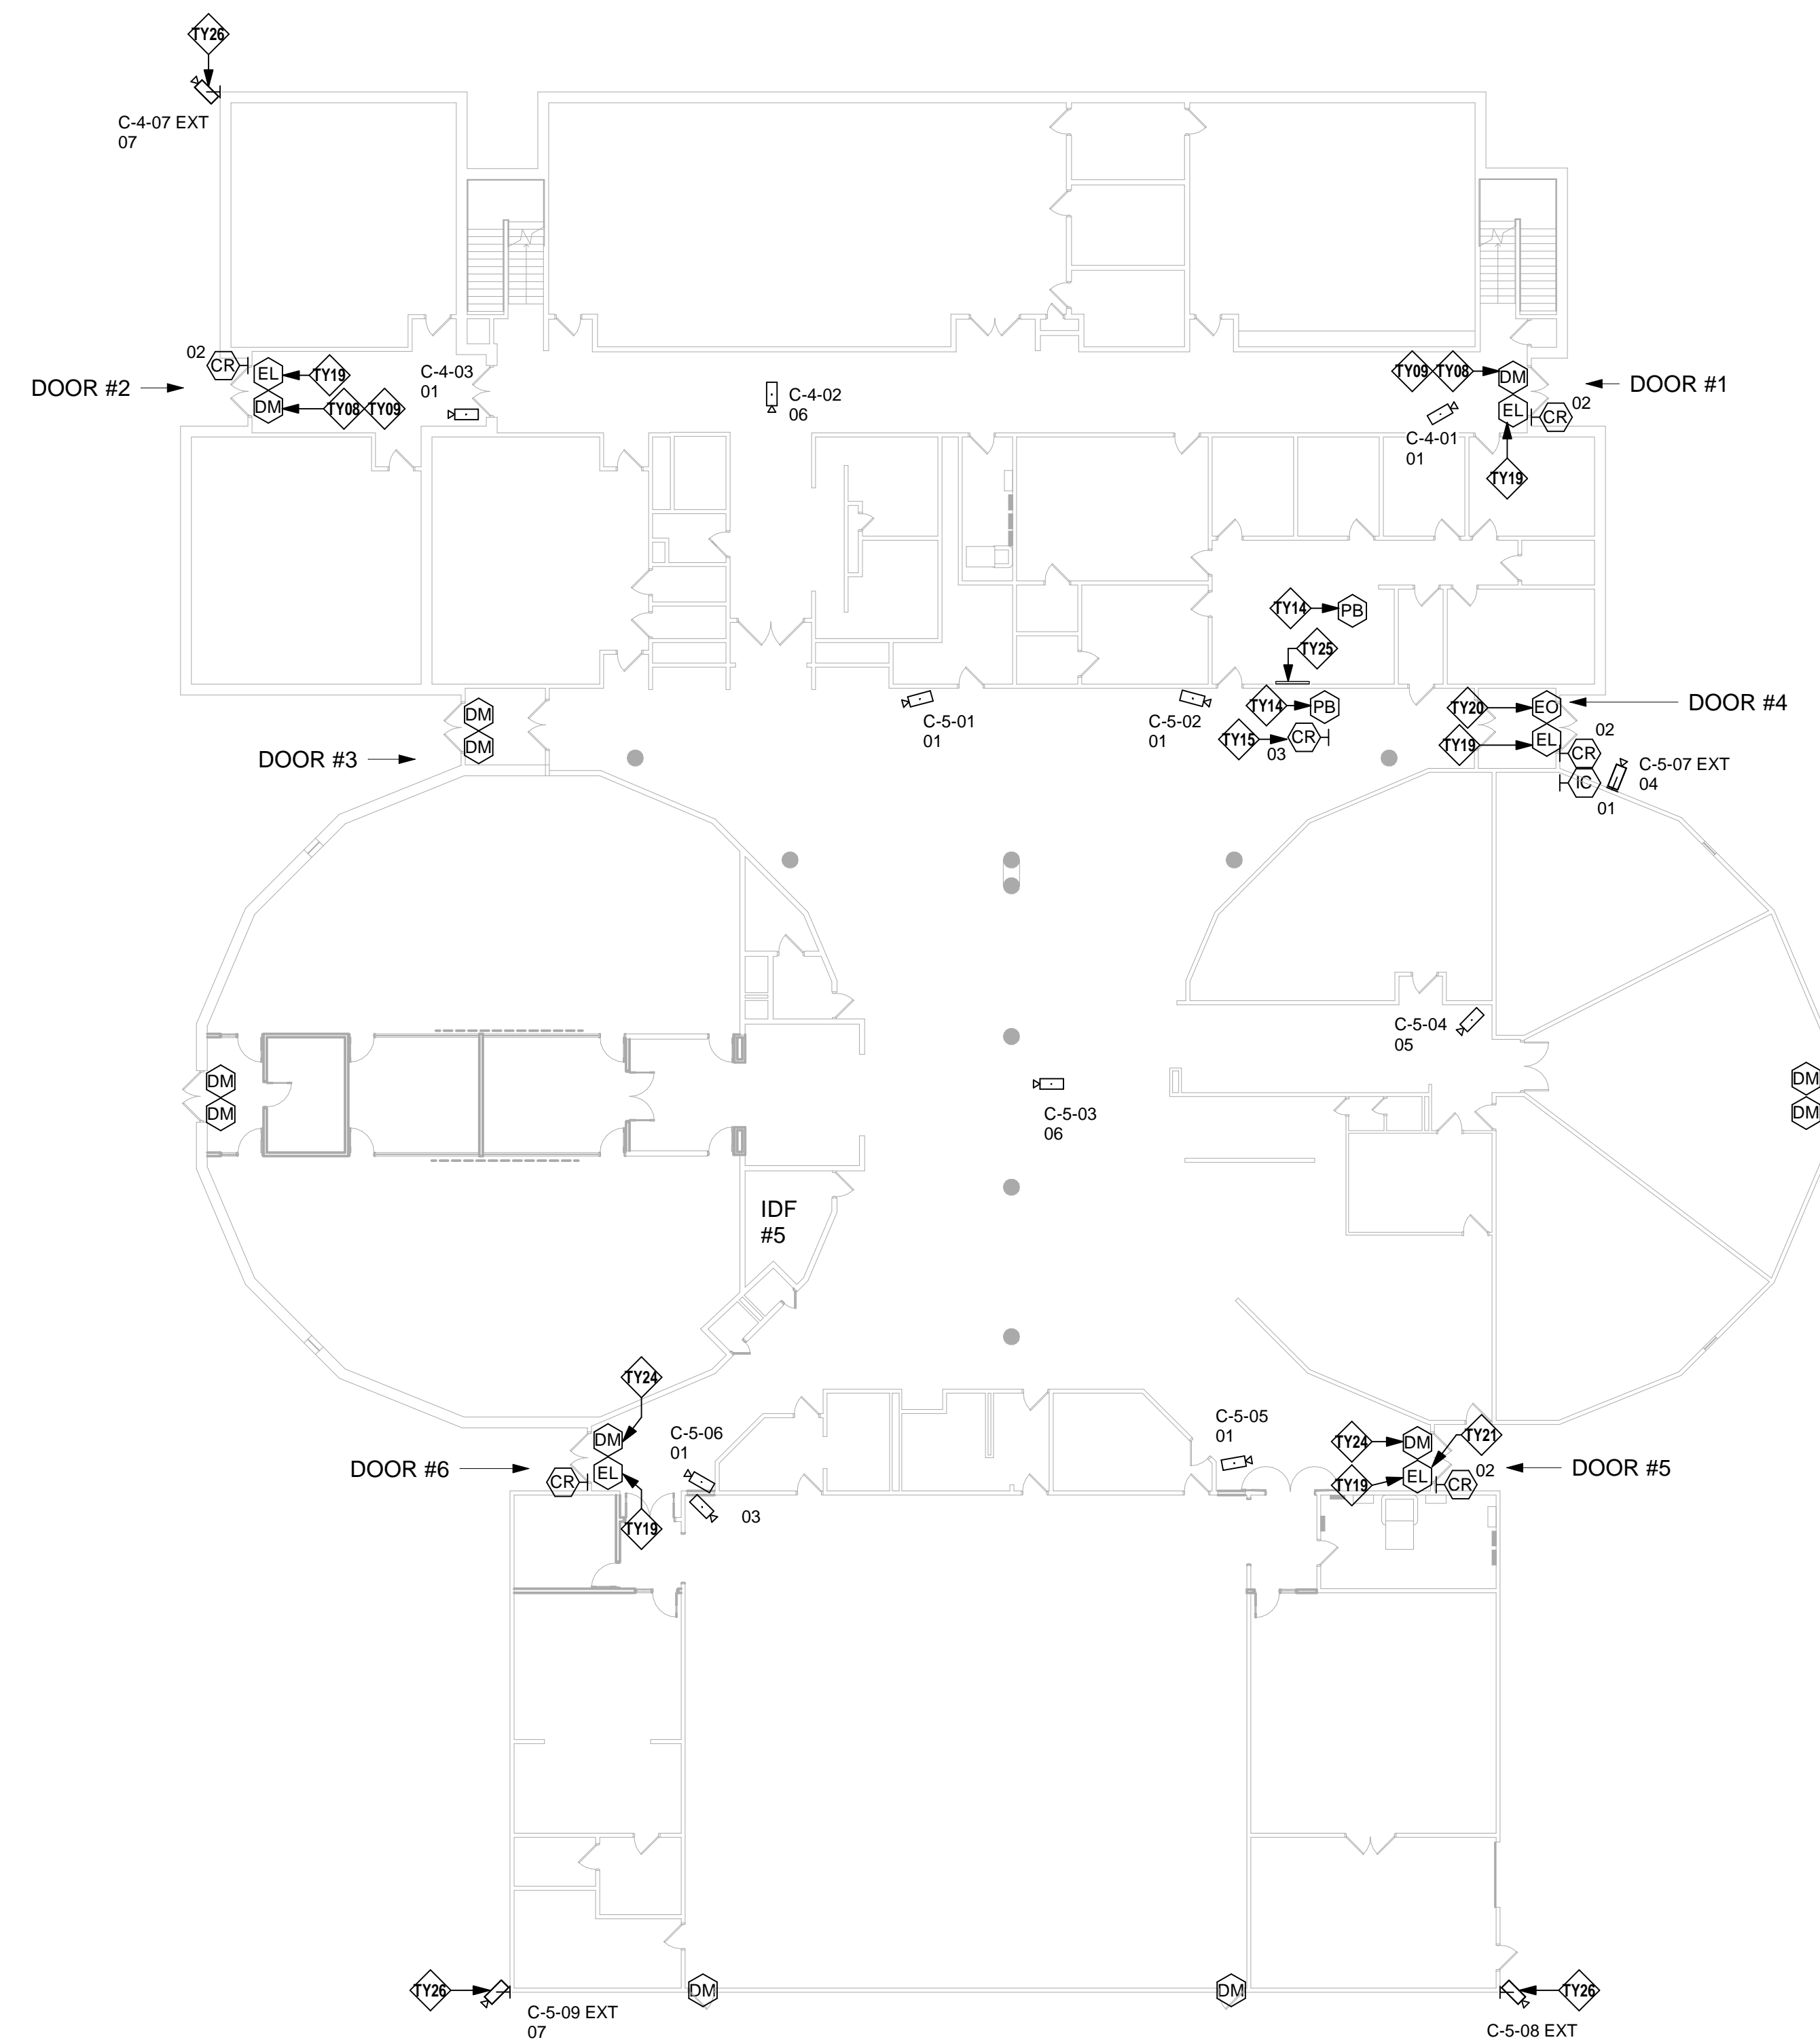 TY26
C-4-07 EXT
07
02
CR
EL
TY19
DM
TY08
TY09
DOOR #2
C-4-03
01
C-4-02
06
TY09
TY08
DM
EL
CR
02
DOOR #1
C-4-01
01
TY19
TY14
PB
TY25
DM
DM
DOOR #3
C-5-01
01
C-5-02
01
TY14
PB
TY15
CR
03
TY20
EO
DOOR #4
TY19
EL
02
CR
IC
01
C-5-07 EXT
04
C-5-04
05
DM
DM
C-5-03
06
DM
DM
IDF
#5
TY24
DM
EL
CR
DOOR #6
TY19
C-5-06
01
03
C-5-05
01
TY24
DM
TY21
TY19
EL
CR
02
DOOR #5
TY26
C-5-09 EXT
07
DM
DM
TY26
C-5-08 EXT